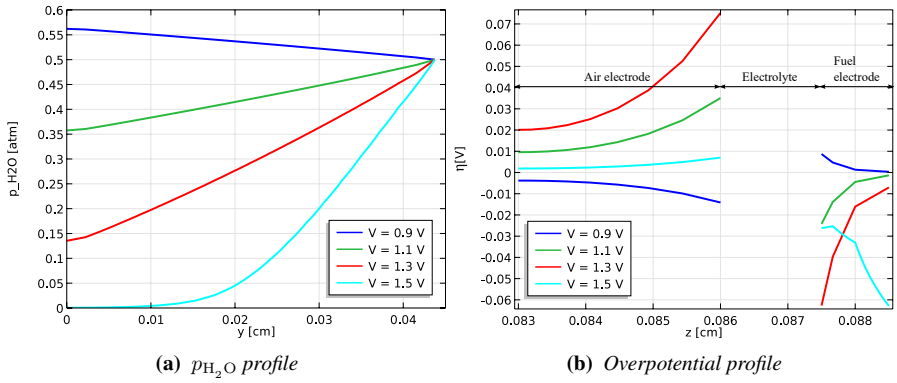 0.6
0.55
0.5
0.45
0.4
0.35
0.3
0.25
0.2
0.15
0.1
0.05
0
p_H2O [atm]
V = 0.9 V
V = 1.1 V
V = 1.3 V
V = 1.5 V
0 0.01 0.02 0.03 0.04
y [cm]
(a) p_H₂O profile
0.07
0.06
0.05
0.04
0.03
0.02
0.01
0
-0.01
-0.02
-0.03
-0.04
-0.05
-0.06
η[V]
Air electrode
Electrolyte
Fuel
electrode
V = 0.9 V
V = 1.1 V
V = 1.3 V
V = 1.5 V
0.083 0.084 0.085 0.086 0.087 0.088
z [cm]
(b) Overpotential profile